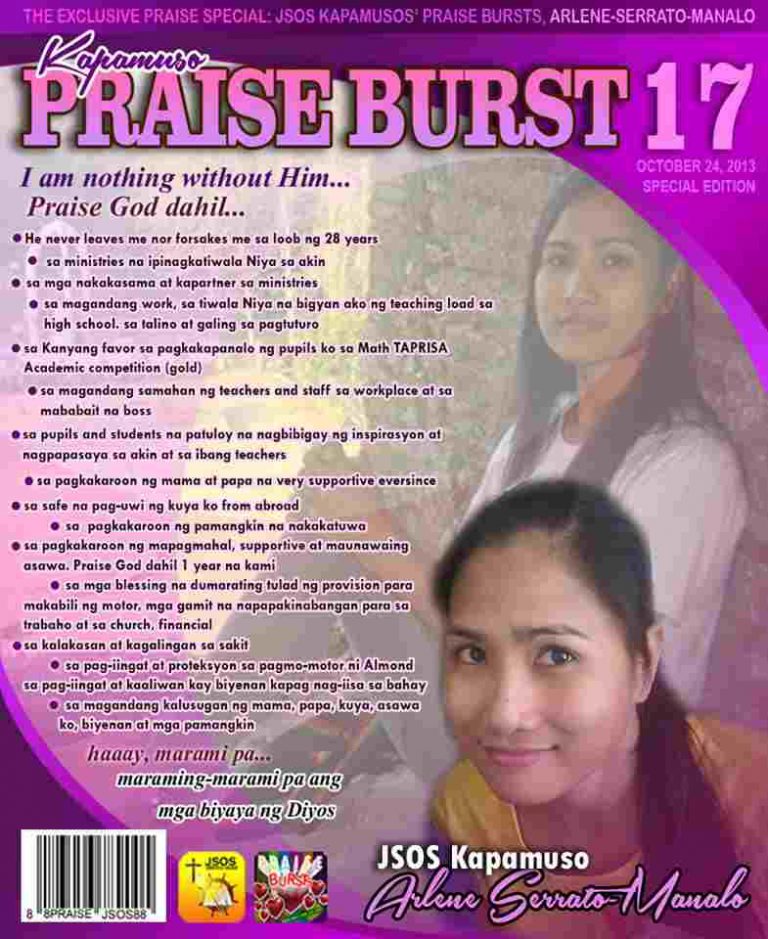 THE EXCLUSIVE PRAISE SPECIAL: JSOS KAPAMUSOS' PRAISE BURSTS, ARLENE-SERRATO-MANALO
Kapamuso
PRAISE BURST 17
OCTOBER 24, 2013
SPECIAL EDITION
I am nothing without Him...
Praise God dahil...
• He never leaves me nor forsakes me sa loob ng 28 years
• sa ministries na ipinagkatiwala Niya sa akin
• sa mga nakakasama at kapartner sa ministries
• sa magandang work, sa tiwala Niya na bigyan ako ng teaching load sa
high school. sa talino at galing sa pagtuturo
• sa Kanyang favor sa pagkakapanalo ng pupils ko sa Math TAPRISA
Academic competition (gold)
• sa magandang samahan ng teachers and staff sa workplace at sa
mababait na boss
• sa pupils and students na patuloy na nagbibigay ng inspirasyon at
nagpapasaya sa akin at sa ibang teachers
• sa pagkakaroon ng mama at papa na very supportive eversince
• sa safe na pag-uwi ng kuya ko from abroad
• sa pagkakaroon ng pamangkin na nakakatuwa
• sa pagkakaroon ng mapagmahal, supportive at maunawaing
asawa. Praise God dahil 1 year na kami
• sa mga blessing na dumarating tulad ng provision para
makabili ng motor, mga gamit na napapakinabangan para sa
trabaho at sa church, financial
• sa kalakasan at kagalingan sa sakit
• sa pag-iingat at proteksyon sa pagmo-motor ni Almond
sa pag-iingat at kaaliwan kay biyenan kapag nag-iisa sa bahay
• sa magandang kalusugan ng mama, papa, kuya, asawa
ko, biyenan at mga pamangkin
haaay, marami pa...
maraming-marami pa ang
mga biyaya ng Diyos
8 8PRAISE JSOS88
JSOS
PRAISE
BURST
JSOS Kapamuso
Arlene Serrato-Manalo